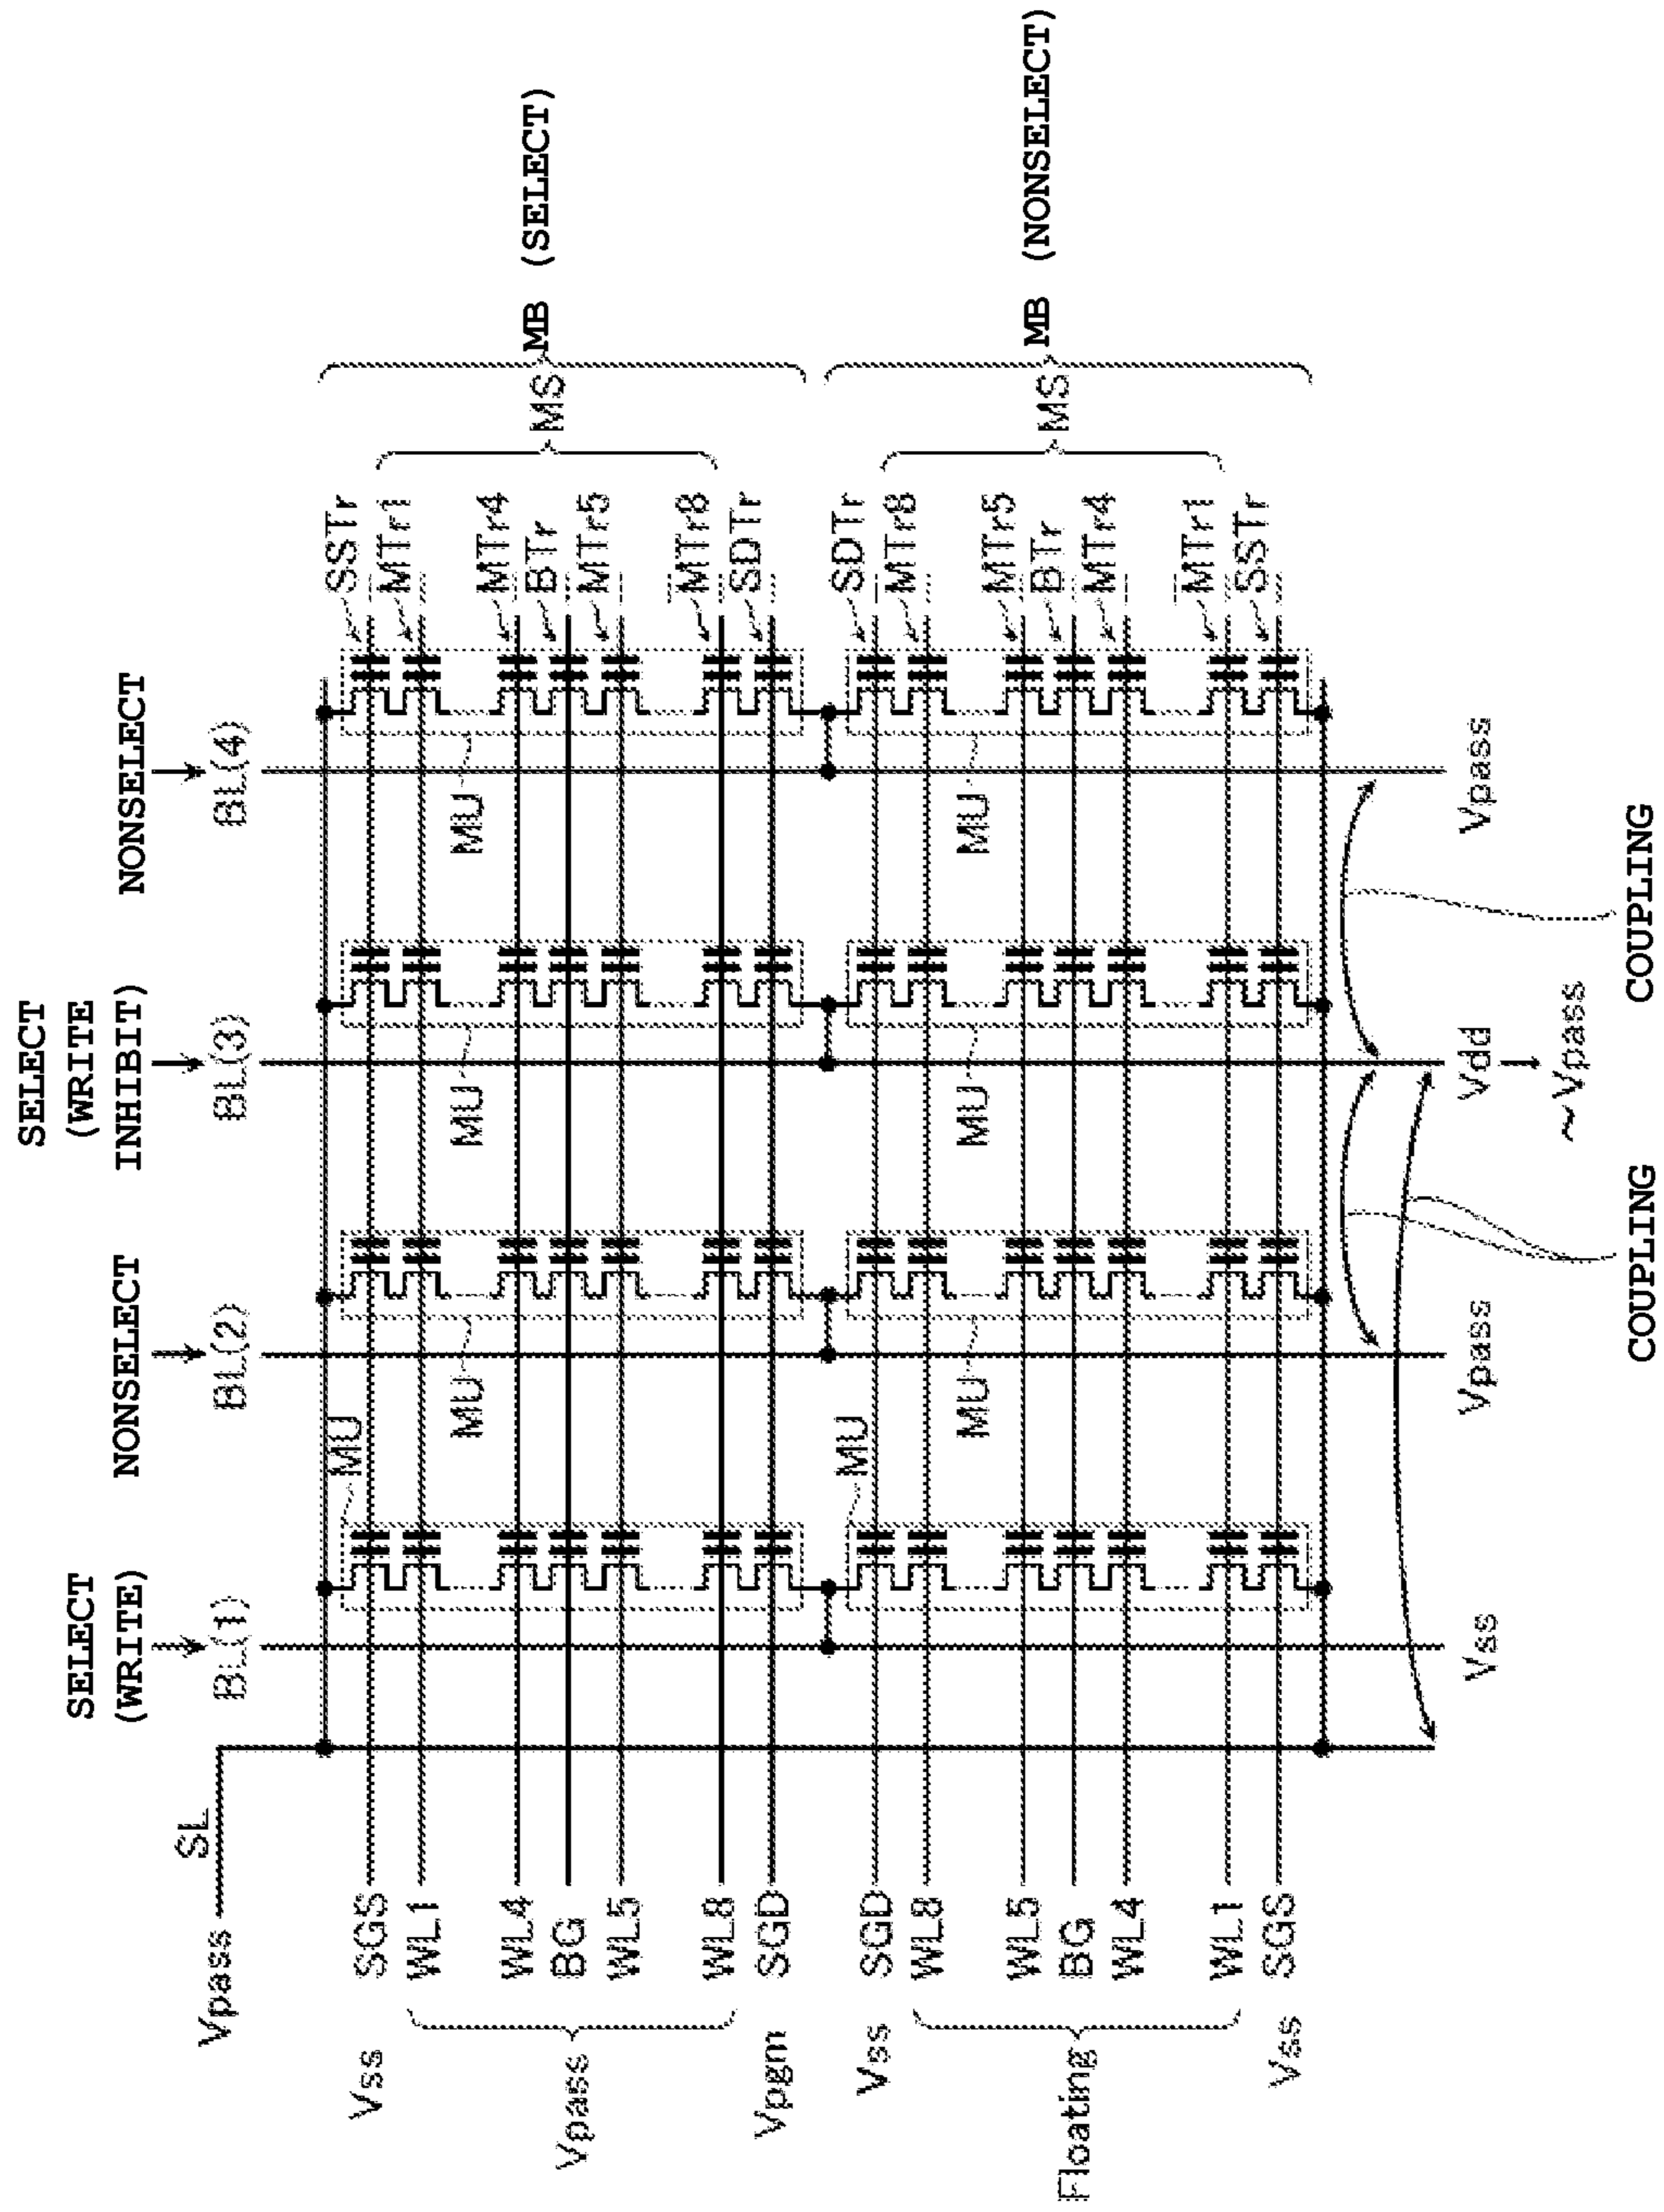 SELECT
(WRITE)
NONSELECT
SELECT
(WRITE
INHIBIT)
NONSELECT
BL(1)
BL(2)
BL(3)
BL(4)
Vpass
SL
MU
MU
MU
MU
SGS
WL1
WL4
BG
WL5
WL8
SGD
Vss
Vpass
Vpgm
SSTr
MTr1
MTr4
BTr
MTr5
MTr8
SDTr
MS
MB (SELECT)
MU
MU
MU
MU
SGD
WL8
WL5
BG
WL4
WL1
SGS
Vss
Floating
Vss
SDTr
MTr8
MTr5
BTr
MTr4
MTr1
SSTr
MS
MB (NONSELECT)
Vss
Vpass
Vdd
Vpass
~Vpass
COUPLING
COUPLING